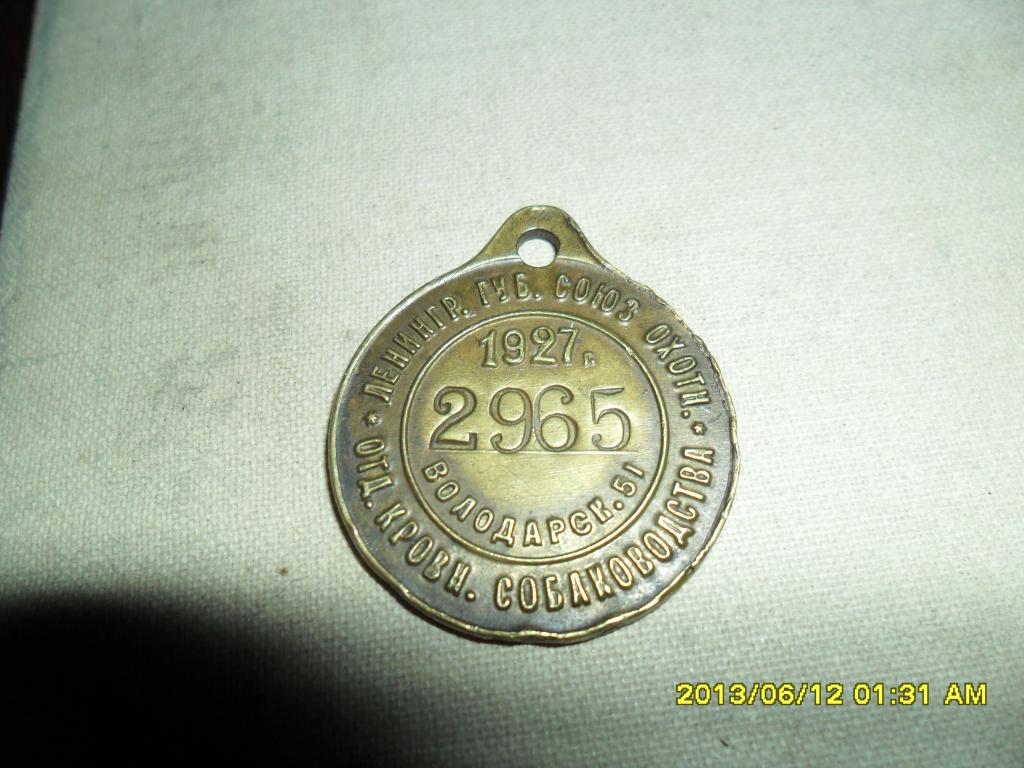 * ЛЕНИНГР. ГУБ. СОЮЗ ОХОТН. *
1927 г.
2965
ВОЛОДАРСК. 51
ОТД. КРОВН. СОБАКОВОДСТВА
2013/06/12 01:31 AM